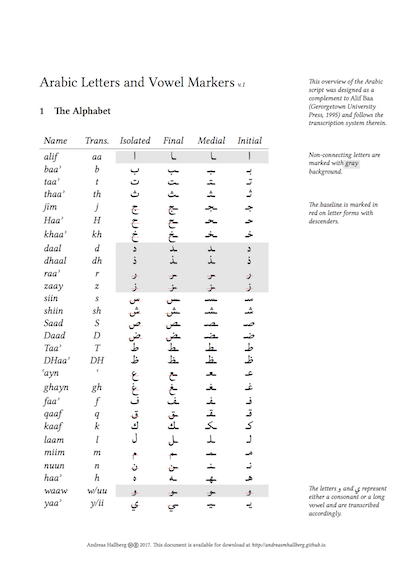 Arabic Letters and Vowel Markers v.1
1 The Alphabet
Name Trans. Isolated Final Medial Initial
alif aa ا ـا ـا ا
baa’ b ب ـب ـبـ بـ
taa’ t ت ـت ـتـ تـ
thaa’ th ث ـث ـثـ ثـ
jim j ج ـج ـجـ جـ
Haa’ H ح ـح ـحـ حـ
khaa’ kh خ ـخ ـخـ خـ
daal d د ـد ـد د
dhaal dh ذ ـذ ـذ ذ
raa’ r ر ـر ـر ر
zaay z ز ـز ـز ز
siin s س ـس ـسـ سـ
shiin sh ش ـش ـشـ شـ
Saad S ص ـص ـصـ صـ
Daad D ض ـض ـضـ ضـ
Taa’ T ط ـط ـطـ طـ
DHaa’ DH ظ ـظ ـظـ ظـ
‘ayn ‘ ع ـع ـعـ عـ
ghayn gh غ ـغ ـغـ غـ
faa’ f ف ـف ـفـ فـ
qaaf q ق ـق ـقـ قـ
kaaf k ك ـك ـكـ كـ
laam l ل ـل ـلـ لـ
miim m م ـم ـمـ مـ
nuun n ن ـن ـنـ نـ
haa’ h ه ـه ـهـ هـ
waaw w/uu و ـو ـو و
yaa’ y/ii ي ـي ـيـ يـ
This overview of the Arabic
script was designed as a
complement to Alif Baa
(Gerorgetown University
Press, 1995) and follows the
transcription system therein.
Non-connecting letters are
marked with gray
background.
The baseline is marked in
red on letter forms with
descenders.
The letters و and ي represent
either a consonant or a long
vowel and are transcribed
accordingly.
Andreas Hallberg 2017. This document is available for download at http://andreasmhallberg.github.io